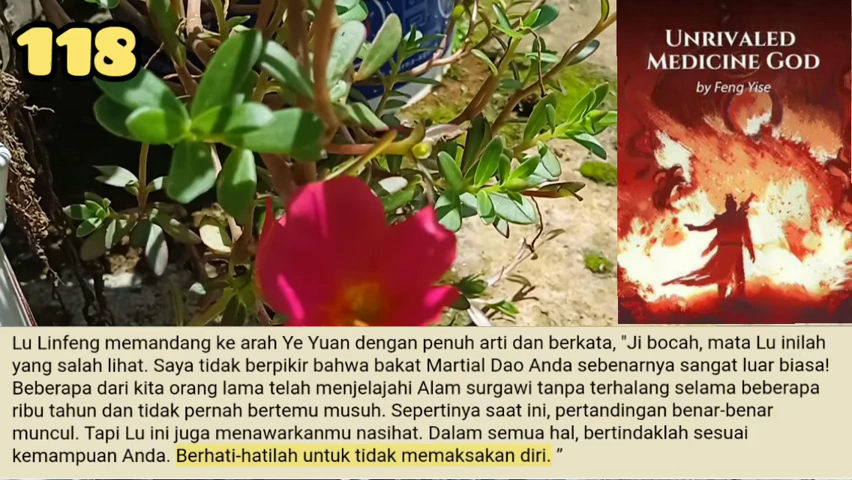 118
UNRIVALED
MEDICINE GOD
by Feng Yise
Lu Linfeng memandang ke arah Ye Yuan dengan penuh arti dan berkata, "Ji bocah, mata Lu inilah
yang salah lihat. Saya tidak berpikir bahwa bakat Martial Dao Anda sebenarnya sangat luar biasa!
Beberapa dari kita orang lama telah menjelajahi Alam surgawi tanpa terhalang selama beberapa
ribu tahun dan tidak pernah bertemu musuh. Sepertinya saat ini, pertandingan benar-benar
muncul. Tapi Lu ini juga menawarkanmu nasihat. Dalam semua hal, bertindaklah sesuai
kemampuan Anda. Berhati-hatilah untuk tidak memaksakan diri. "